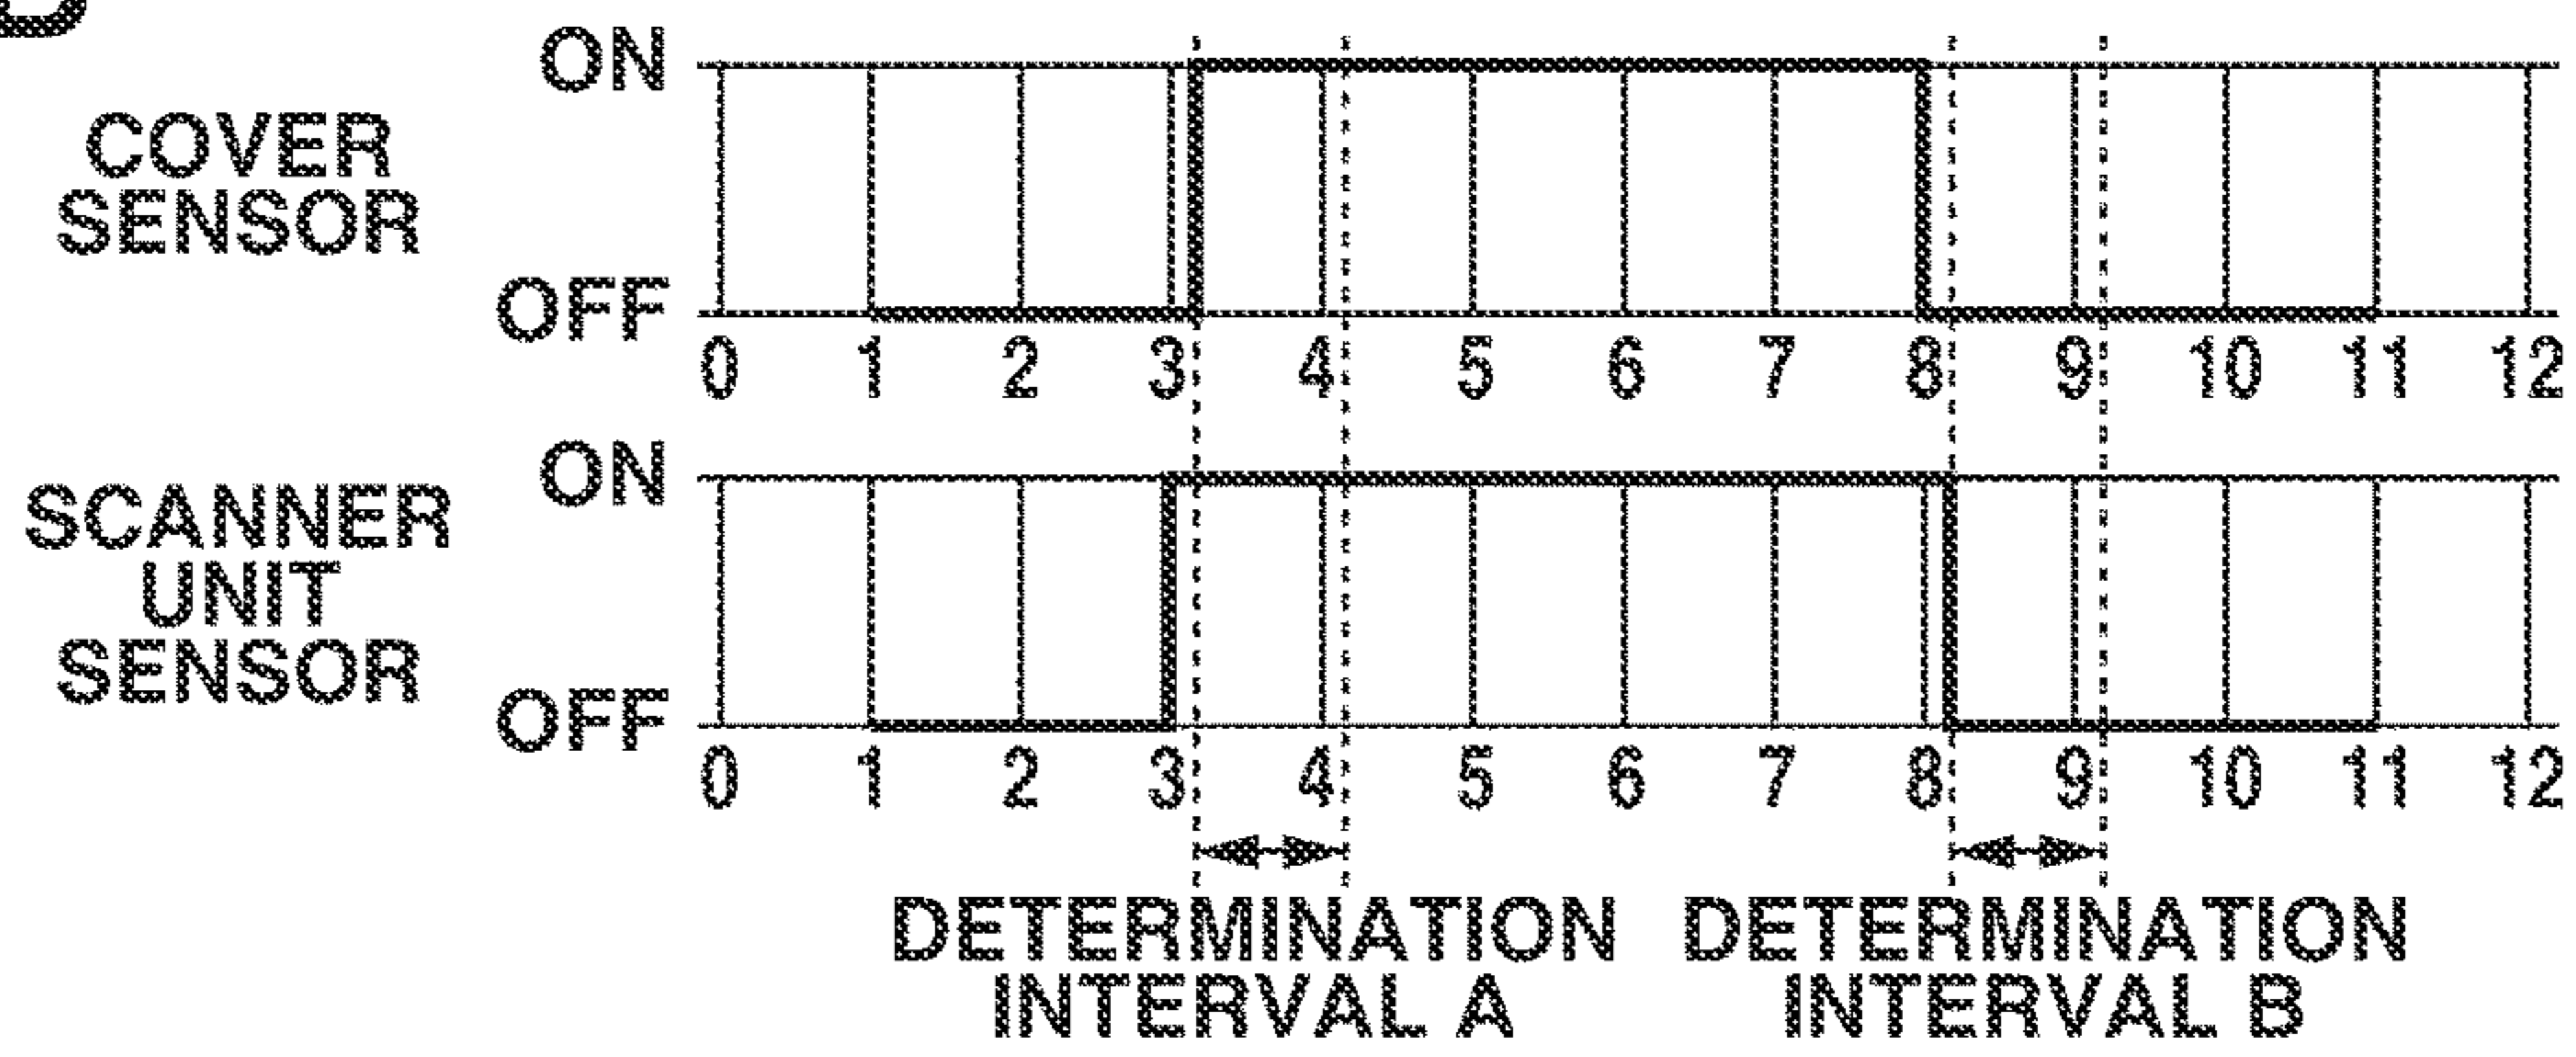 ON
COVER
SENSOR
OFF
0 1 2 3 4 5 6 7 8 9 10 11 12
ON
SCANNER
UNIT
SENSOR
OFF
0 1 2 3 4 5 6 7 8 9 10 11 12
DETERMINATION
INTERVAL A
DETERMINATION
INTERVAL B